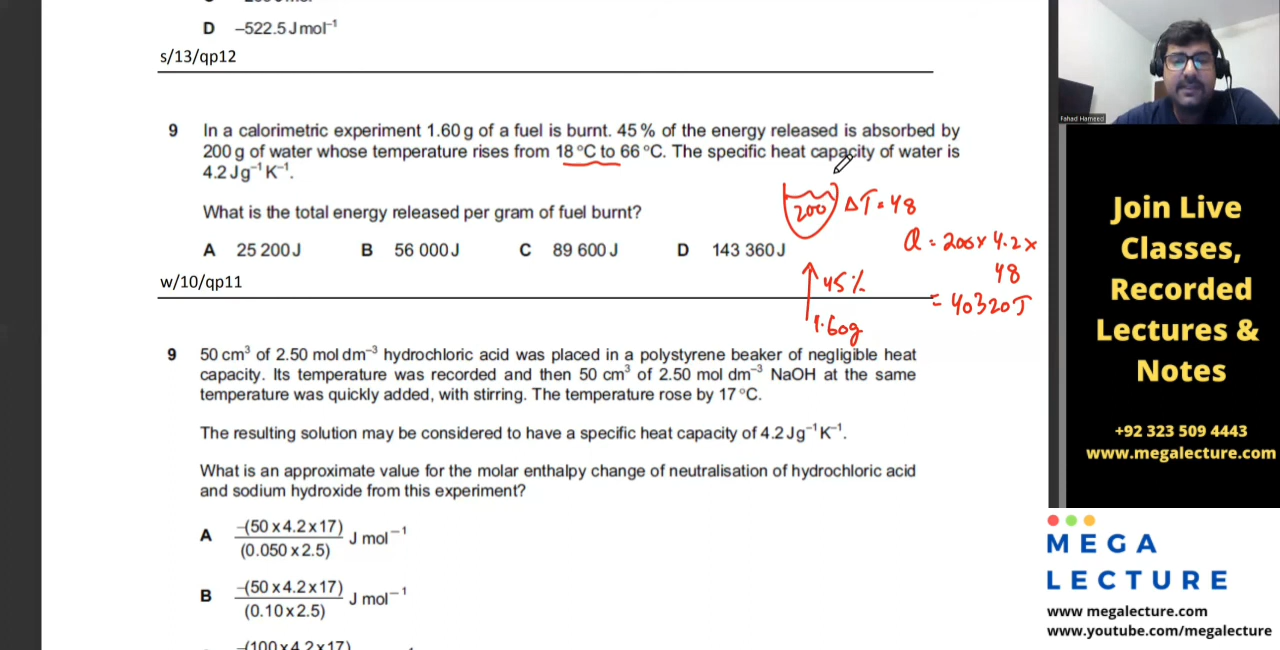 D –522.5 J mol⁻¹
s/13/qp12
9 In a calorimetric experiment 1.60 g of a fuel is burnt. 45 % of the energy released is absorbed by
200 g of water whose temperature rises from 18 °C to 66 °C. The specific heat capacity of water is
4.2 J g⁻¹ K⁻¹.
What is the total energy released per gram of fuel burnt?
A 25 200 J B 56 000 J C 89 600 J D 143 360 J
w/10/qp11
200 ΔT = 48
Q = 200 × 4.2 ×
48
= 40320 J
45 %
1.60g
9 50 cm³ of 2.50 mol dm⁻³ hydrochloric acid was placed in a polystyrene beaker of negligible heat
capacity. Its temperature was recorded and then 50 cm³ of 2.50 mol dm⁻³ NaOH at the same
temperature was quickly added, with stirring. The temperature rose by 17 °C.
The resulting solution may be considered to have a specific heat capacity of 4.2 J g⁻¹ K⁻¹.
What is an approximate value for the molar enthalpy change of neutralisation of hydrochloric acid
and sodium hydroxide from this experiment?
A –(50 x 4.2 x 17)
(0.050 x 2.5) J mol⁻¹
B –(50 x 4.2 x 17)
(0.10 x 2.5) J mol⁻¹
–(100 x 4.2 x 17)
Fahad Hameed
Join Live
Classes,
Recorded
Lectures &
Notes
+92 323 509 4443
www.megalecture.com
MEGA
LECTURE
www megalecture.com
www.youtube.com/megalecture